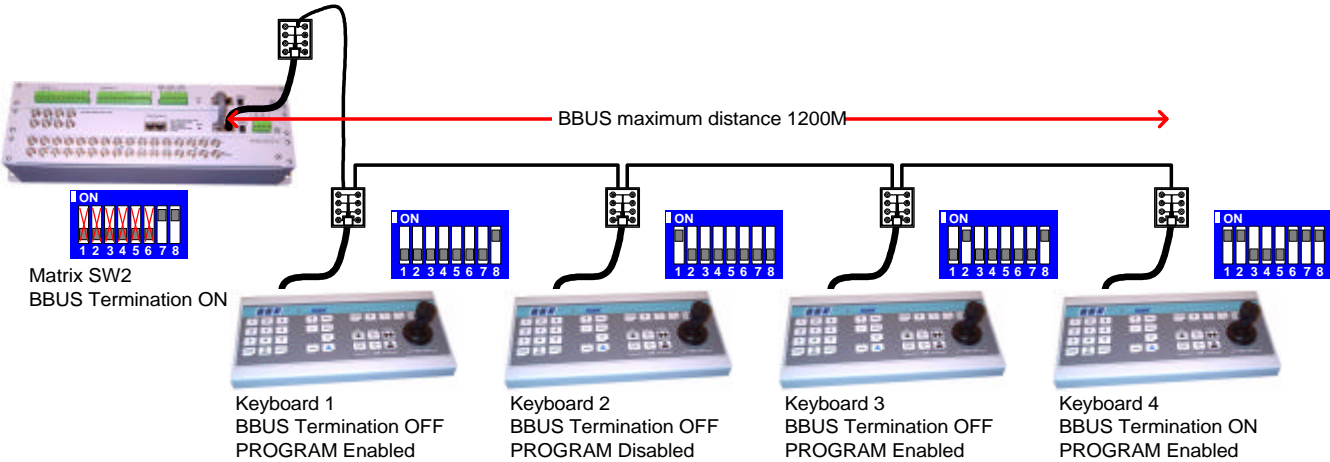 BBUS maximum distance 1200M
ON
1 2 3 4 5 6 7 8
Matrix SW2
BBUS Termination ON
ON
1 2 3 4 5 6 7 8
Keyboard 1
BBUS Termination OFF
PROGRAM Enabled
ON
1 2 3 4 5 6 7 8
Keyboard 2
BBUS Termination OFF
PROGRAM Disabled
ON
1 2 3 4 5 6 7 8
Keyboard 3
BBUS Termination OFF
PROGRAM Enabled
ON
1 2 3 4 5 6 7 8
Keyboard 4
BBUS Termination ON
PROGRAM Enabled